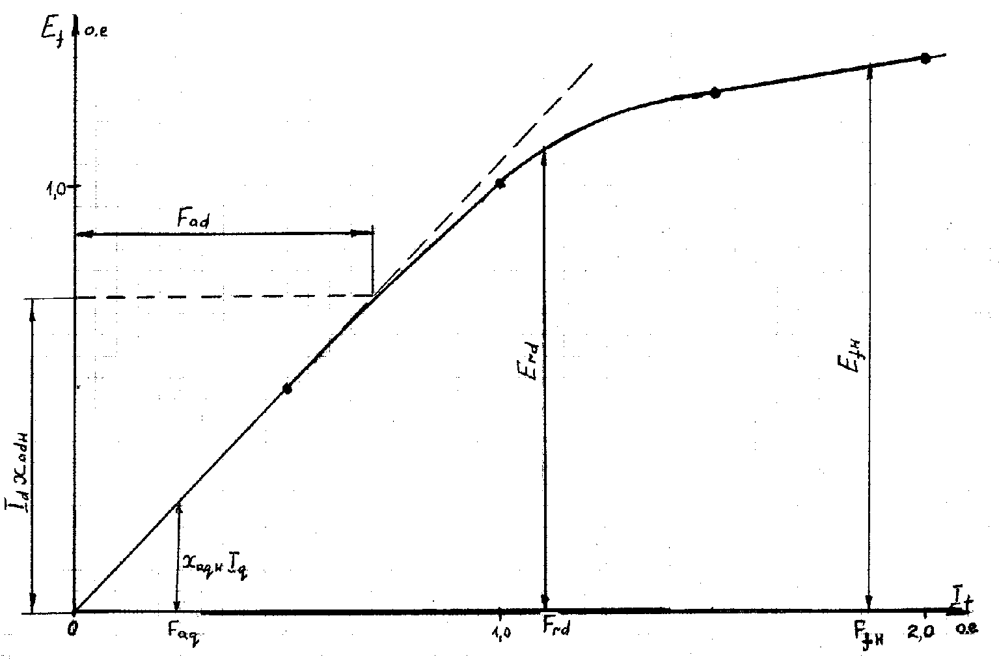 E_f o.e
1,0
F_ad
E_rd
E_fн
I_d x_adн
x_aqн I_q
I_f
0 F_aq 1,0 F_rd F_fн 2,0 o.e